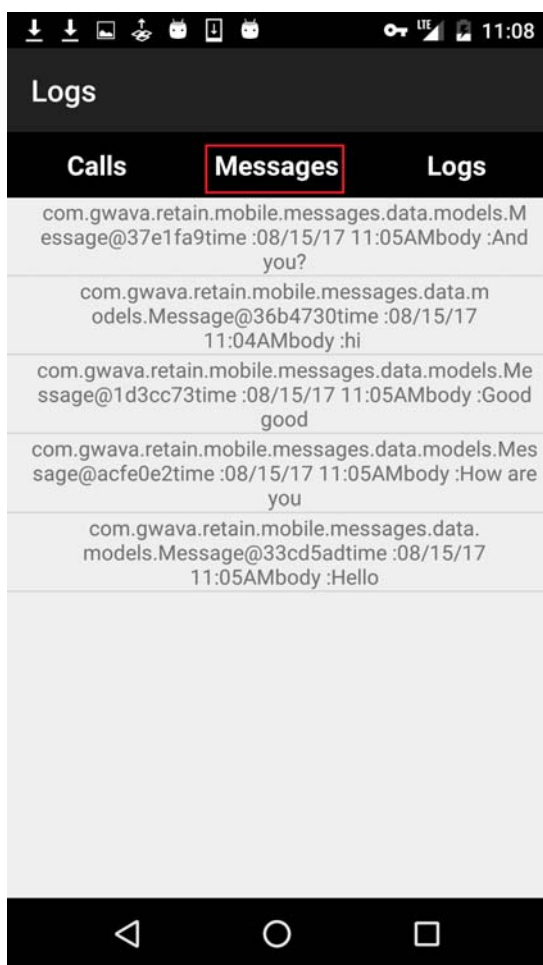 LTE 11:08
Logs
Calls Messages Logs
com.gwava.retain.mobile.messages.data.models.M
essage@37e1fa9time :08/15/17 11:05AMbody :And
you?
com.gwava.retain.mobile.messages.data.m
odels.Message@36b4730time :08/15/17
11:04AMbody :hi
com.gwava.retain.mobile.messages.data.models.Me
ssage@1d3cc73time :08/15/17 11:05AMbody :Good
good
com.gwava.retain.mobile.messages.data.models.Mes
sage@acfe0e2time :08/15/17 11:05AMbody :How are
you
com.gwava.retain.mobile.messages.data.
models.Message@33cd5adtime :08/15/17
11:05AMbody :Hello